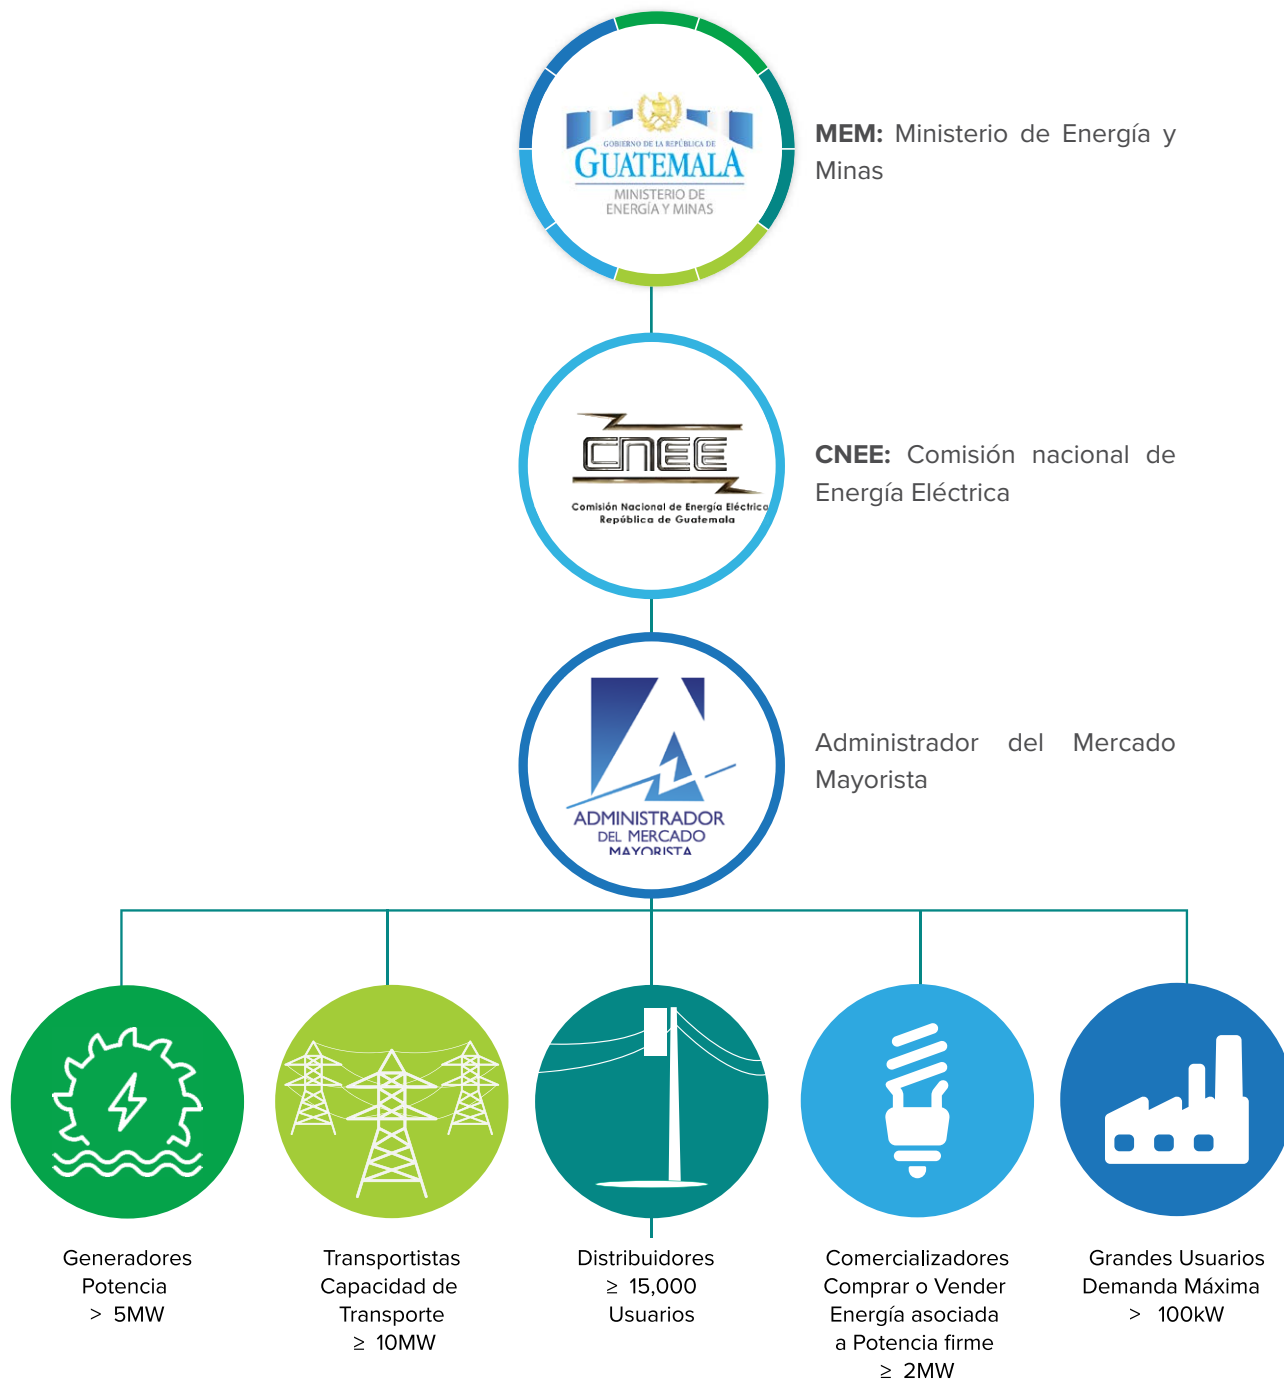 GOBIERNO DE LA REPÚBLICA DE
GUATEMALA
MINISTERIO DE
ENERGÍA Y MINAS
MEM: Ministerio de Energía y
Minas
CNEE
Comisión Nacional de Energía Eléctrica
República de Guatemala
CNEE: Comisión nacional de
Energía Eléctrica
ADMINISTRADOR
DEL MERCADO
MAYORISTA
Administrador del Mercado
Mayorista
Generadores
Potencia
> 5MW
Transportistas
Capacidad de
Transporte
≥ 10MW
Distribuidores
≥ 15,000
Usuarios
Comercializadores
Comprar o Vender
Energía asociada
a Potencia firme
≥ 2MW
Grandes Usuarios
Demanda Máxima
> 100kW